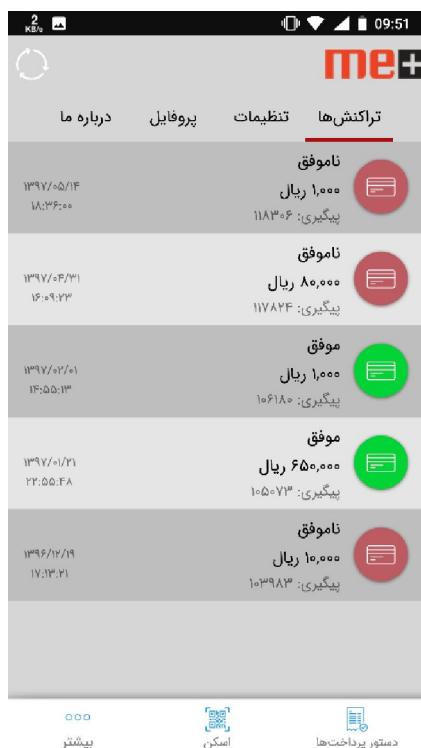 2
KB/s
09:51
me+
تراکنش‌ها تنظیمات پروفایل درباره ما
ناموفق
۱,۰۰۰ ریال
پیگیری: ۱۱۸۳۰۶
۱۳۹۷/۰۵/۱۴
۱۸:۳۶:۰۰
ناموفق
۸۰,۰۰۰ ریال
پیگیری: ۱۱۷۸۲۴
۱۳۹۷/۰۴/۳۱
۱۶:۰۹:۲۳
موفق
۱,۰۰۰ ریال
پیگیری: ۱۰۶۱۸۰
۱۳۹۷/۰۲/۰۱
۱۴:۵۵:۱۳
موفق
۶۵۰,۰۰۰ ریال
پیگیری: ۱۰۵۰۷۳
۱۳۹۷/۰۱/۲۱
۲۲:۵۵:۴۸
ناموفق
۱۰,۰۰۰ ریال
پیگیری: ۱۰۳۹۸۳
۱۳۹۶/۱۲/۱۹
۱۷:۱۳:۲۱
دستور پرداخت‌ها اسکن بیشتر